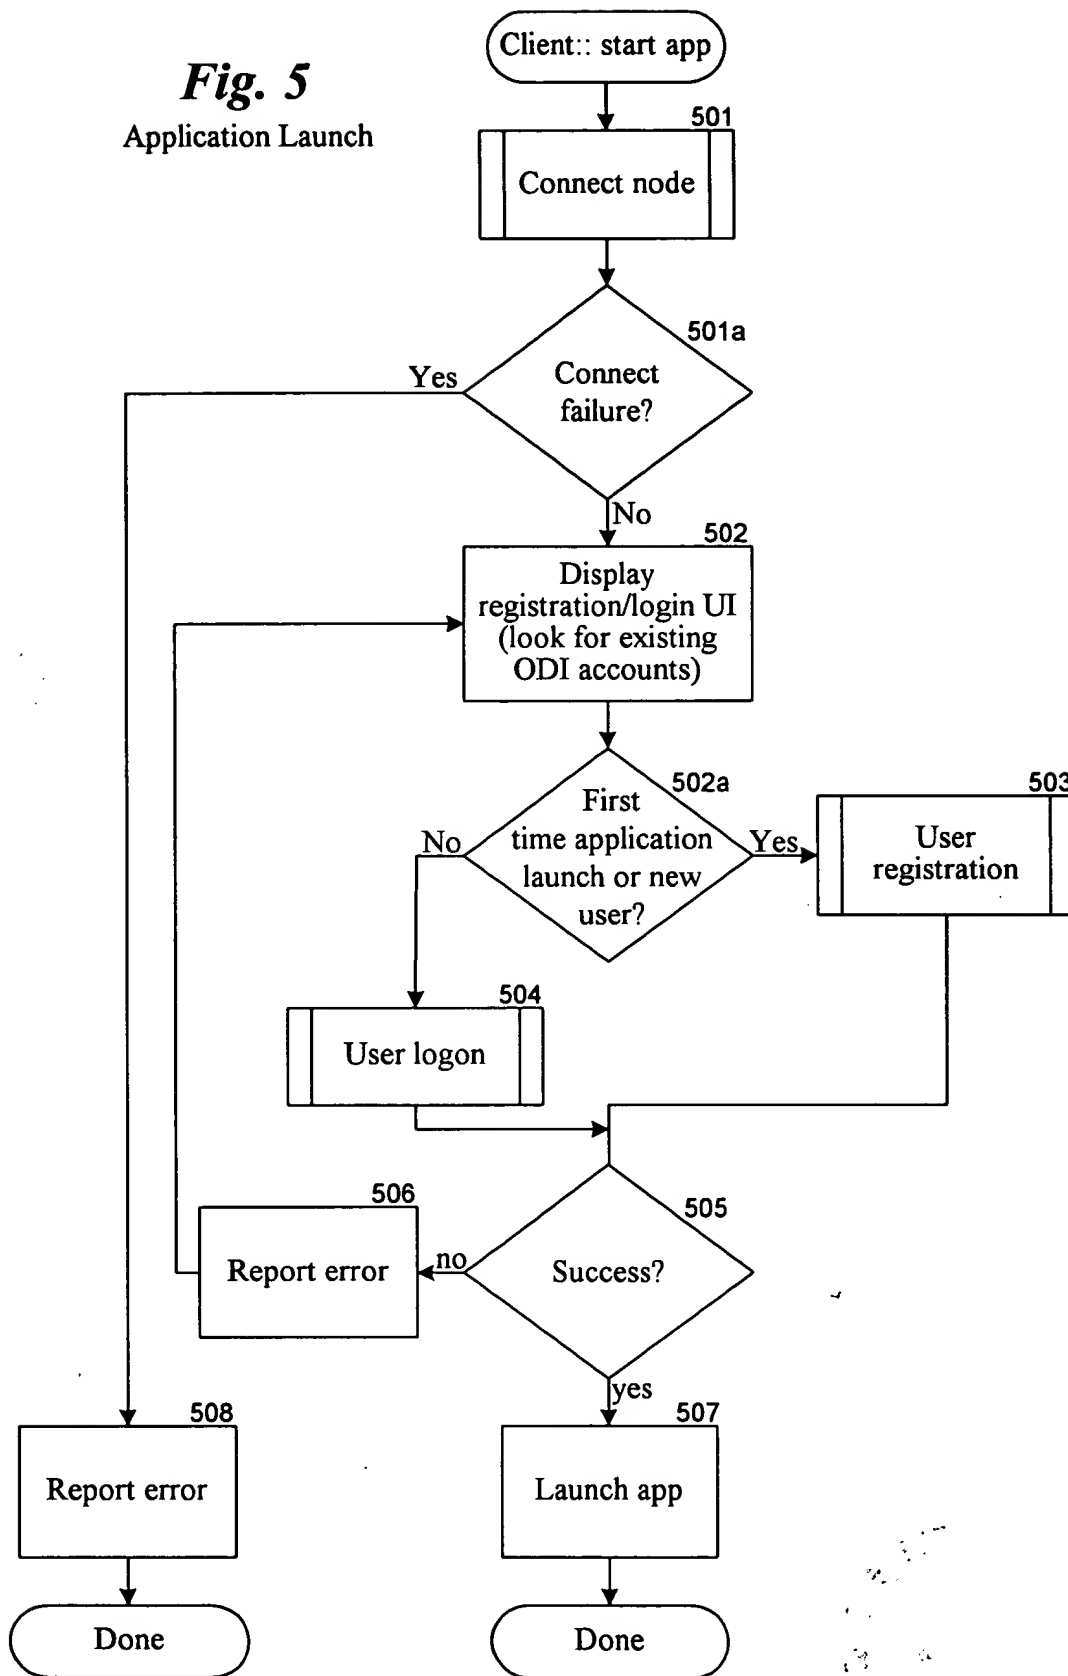 Client:: start app
Fig. 5
Application Launch
501
Connect node
501a
Connect
failure?
Yes
No
502
Display
registration/login UI
(look for existing
ODI accounts)
502a
First
time application
launch or new
user?
No
Yes
503
User
registration
504
User logon
505
Success?
no
506
Report error
yes
508
Report error
507
Launch app
Done
Done